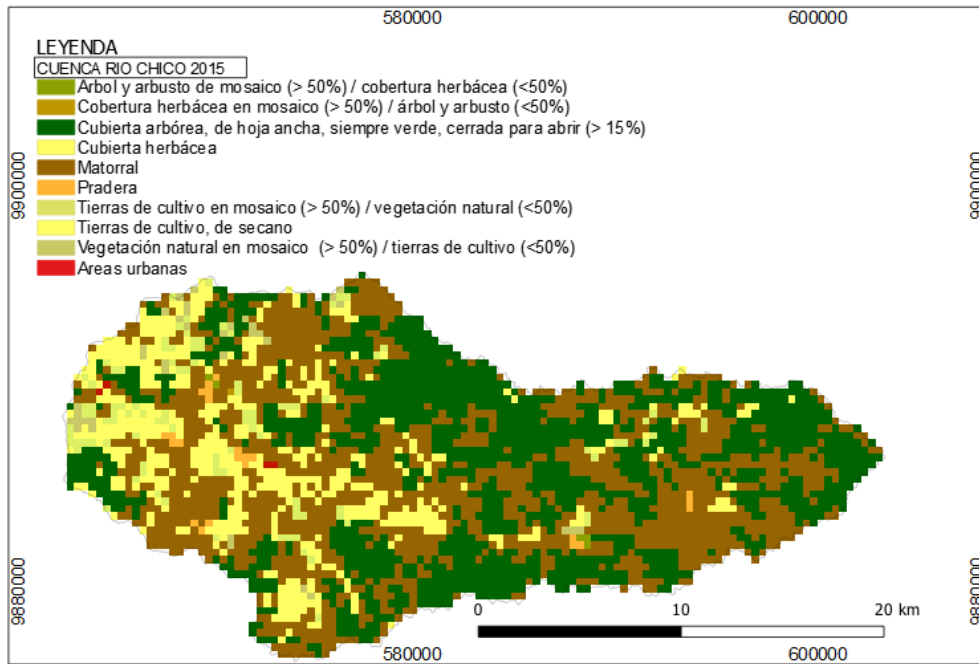 580000 600000
LEYENDA
CUENCA RIO CHICO 2015
Arbol y arbusto de mosaico (> 50%) / cobertura herbácea (<50%)
Cobertura herbácea en mosaico (> 50%) / árbol y arbusto (<50%)
Cubierta arbórea, de hoja ancha, siempre verde, cerrada para abrir (> 15%)
Cubierta herbácea
Matorral
Pradera
Tierras de cultivo en mosaico (> 50%) / vegetación natural (<50%)
Tierras de cultivo, de secano
Vegetación natural en mosaico (> 50%) / tierras de cultivo (<50%)
Areas urbanas
9900000 9900000
9880000 9880000
0 10 20 km
580000 600000